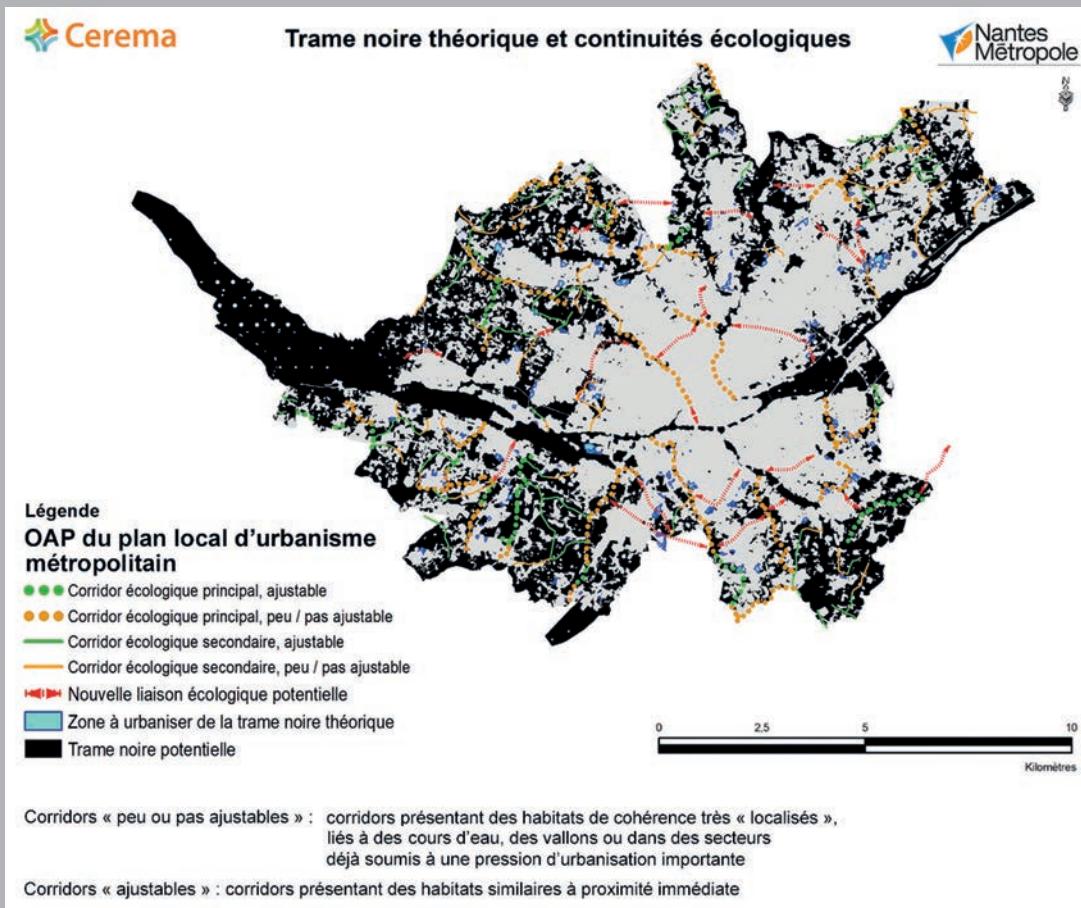 Cerema
Trame noire théorique et continuités écologiques
Nantes
Métropole
N
Légende
OAP du plan local d'urbanisme
métropolitain
Corridor écologique principal, ajustable
Corridor écologique principal, peu / pas ajustable
Corridor écologique secondaire, ajustable
Corridor écologique secondaire, peu / pas ajustable
Nouvelle liaison écologique potentielle
Zone à urbaniser de la trame noire théorique
Trame noire potentielle
0 2,5 5 10
Kilomètres
Corridors « peu ou pas ajustables » : corridors présentant des habitats de cohérence très « localisés »,
liés à des cours d'eau, des vallons ou dans des secteurs
déjà soumis à une pression d'urbanisation importante
Corridors « ajustables » : corridors présentant des habitats similaires à proximité immédiate